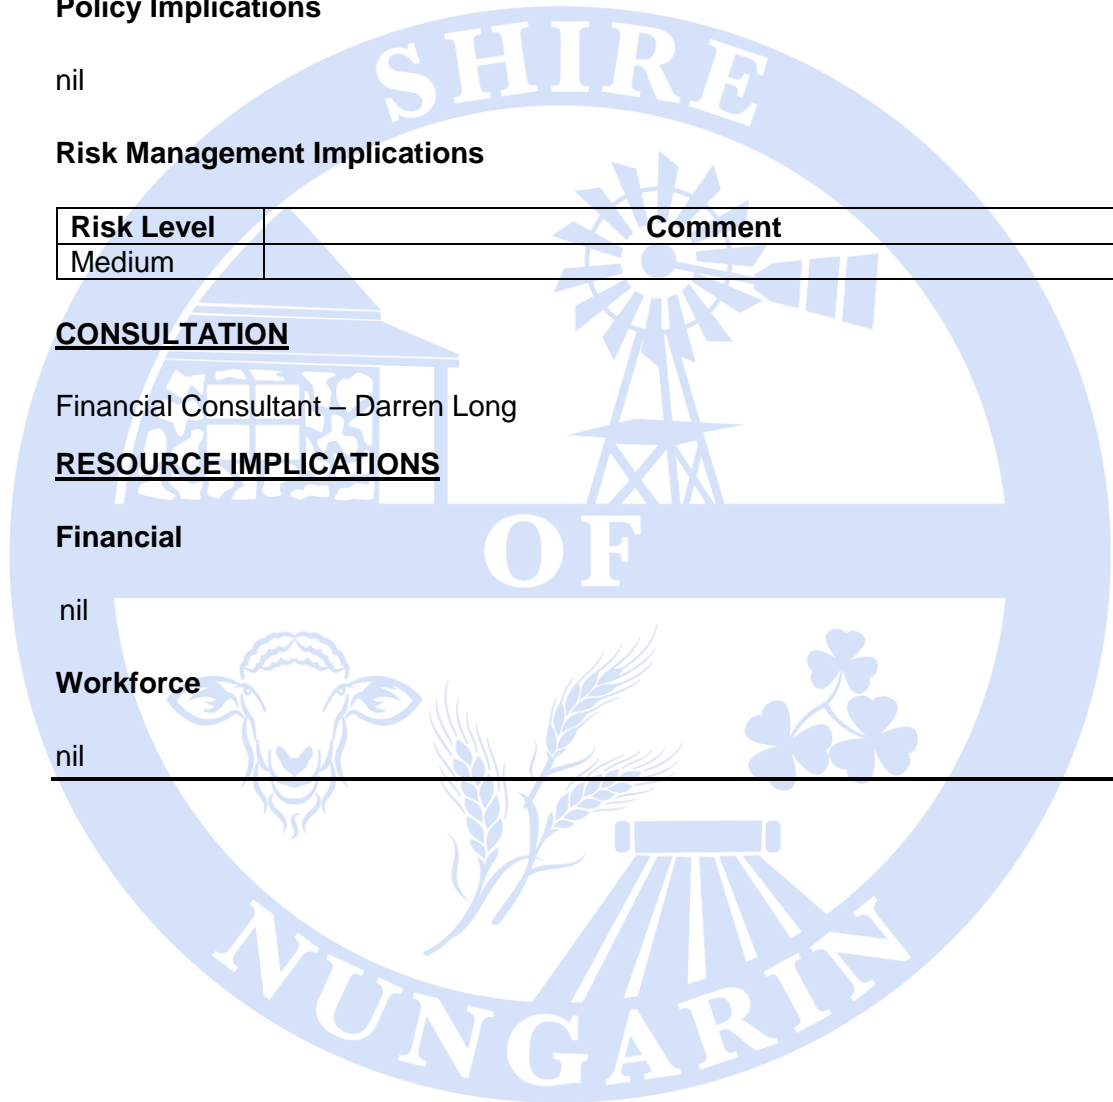 Policy Implications
nil
Risk Management Implications
Risk Level Comment
Medium
CONSULTATION
Financial Consultant – Darren Long
RESOURCE IMPLICATIONS
Financial
nil
Workforce
nil
SHIRE
OF
NUNGARIN